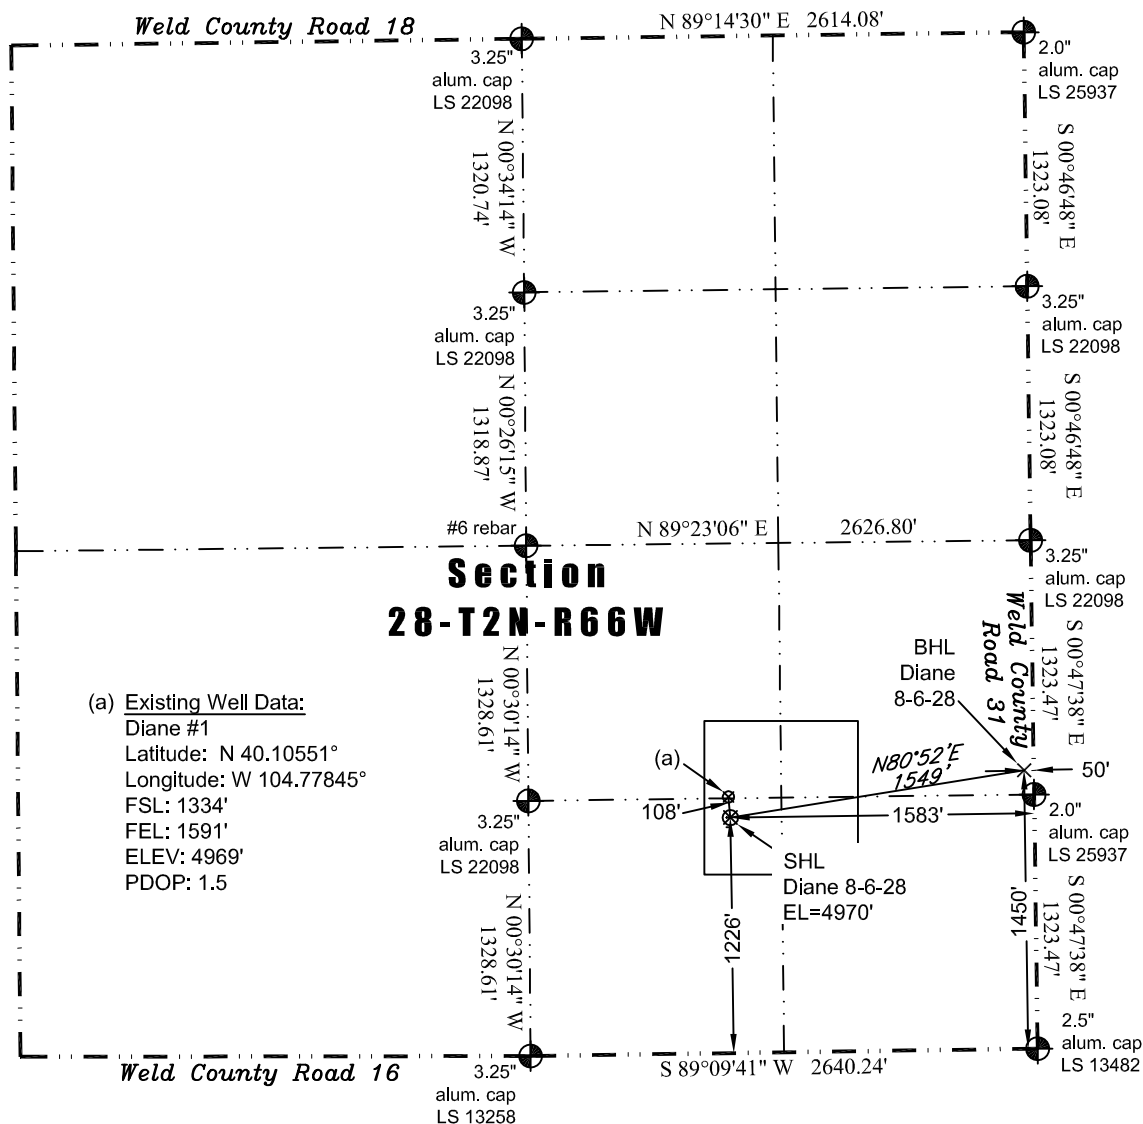 Weld County Road 18
N 89°14'30" E   2614.08'
3.25"
alum. cap
LS 22098
2.0"
alum. cap
LS 25937
N 00°34'14" W
1320.74'
S 00°46'48" E
1323.08'
3.25"
alum. cap
LS 22098
3.25"
alum. cap
LS 22098
N 00°26'15" W
1318.87'
S 00°46'48" E
1323.08'
#6 rebar
N 89°23'06" E
2626.80'
3.25"
alum. cap
LS 22098
Section
28-T2N-R66W
Weld County
Road 31
N 00°30'14" W
1328.61'
S 00°47'38" E
1323.47'
BHL
Diane
8-6-28
(a) Existing Well Data:
Diane #1
Latitude: N 40.10551°
Longitude: W 104.77845°
FSL: 1334'
FEL: 1591'
ELEV: 4969'
PDOP: 1.5
(a)
N80°52'E
1549'
50'
108'
1583'
2.0"
alum. cap
LS 25937
3.25"
alum. cap
LS 22098
SHL
Diane 8-6-28
EL=4970'
1226'
1450'
N 00°30'14" W
1328.61'
S 00°47'38" E
1323.47'
2.5"
alum. cap
LS 13482
Weld County Road 16
3.25"
alum. cap
LS 13258
S 89°09'41" W   2640.24'